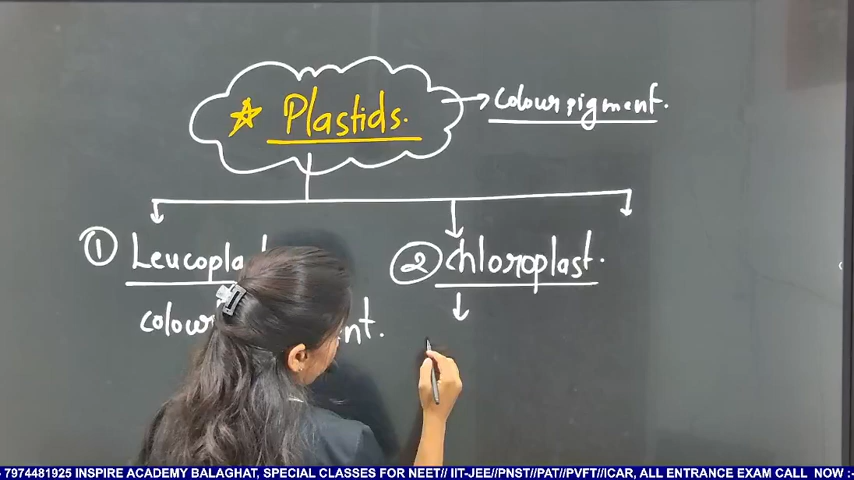 ☆ Plastids.
Colour pigment.
① Leucopla
② Chloroplast.
colour nt.
- 7974481925 INSPIRE ACADEMY BALAGHAT, SPECIAL CLASSES FOR NEET// IIT-JEE//PNST//PAT//PVFT//ICAR, ALL ENTRANCE EXAM CALL NOW :-